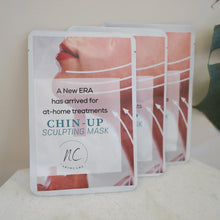 A New ERA
has arrived for
at-home treatments
CHIN-UP
SCULPTING MASK
NC